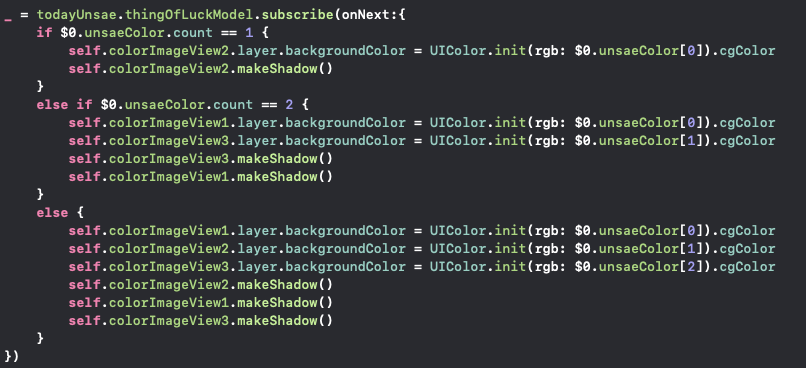 _ = todayUnsae.thingOfLuckModel.subscribe(onNext:{
    if $0.unsaeColor.count == 1 {
        self.colorImageView2.layer.backgroundColor = UIColor.init(rgb: $0.unsaeColor[0]).cgColor
        self.colorImageView2.makeShadow()
    }
    else if $0.unsaeColor.count == 2 {
        self.colorImageView1.layer.backgroundColor = UIColor.init(rgb: $0.unsaeColor[0]).cgColor
        self.colorImageView3.layer.backgroundColor = UIColor.init(rgb: $0.unsaeColor[1]).cgColor
        self.colorImageView3.makeShadow()
        self.colorImageView1.makeShadow()
    }
    else {
        self.colorImageView1.layer.backgroundColor = UIColor.init(rgb: $0.unsaeColor[0]).cgColor
        self.colorImageView2.layer.backgroundColor = UIColor.init(rgb: $0.unsaeColor[1]).cgColor
        self.colorImageView3.layer.backgroundColor = UIColor.init(rgb: $0.unsaeColor[2]).cgColor
        self.colorImageView2.makeShadow()
        self.colorImageView1.makeShadow()
        self.colorImageView3.makeShadow()
    }
})